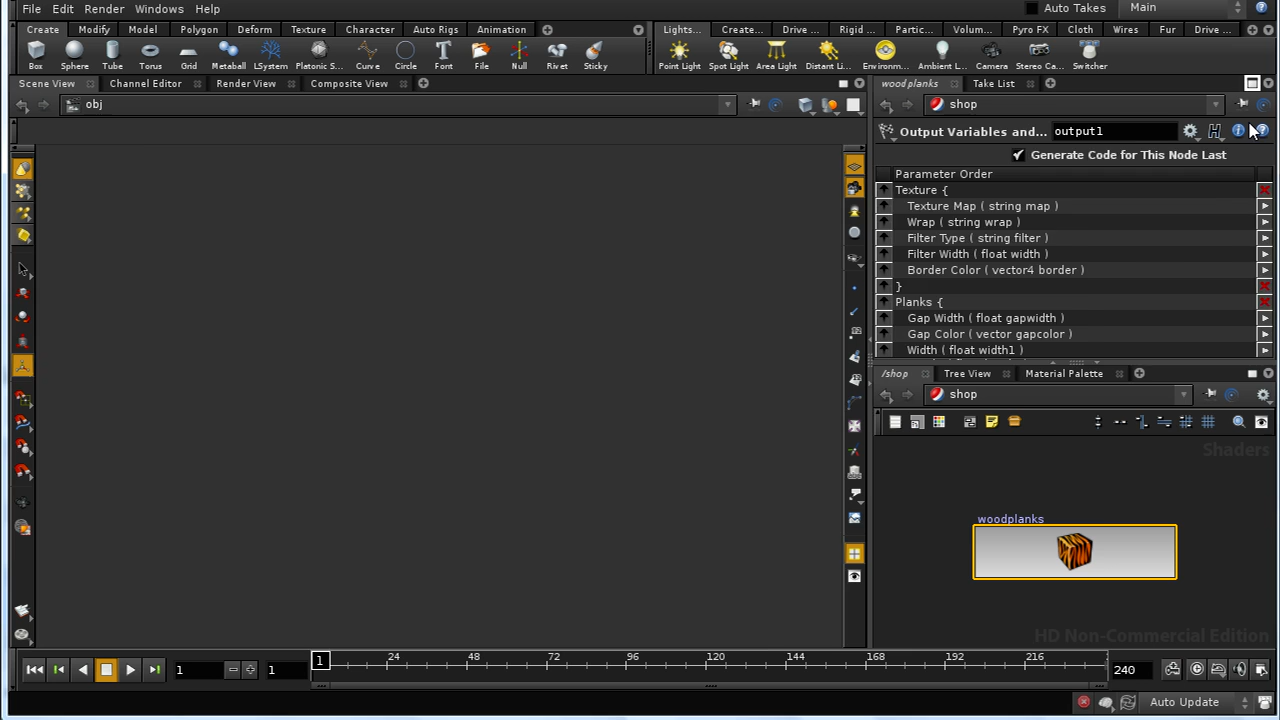 File Edit Render Windows Help Auto Takes Main
Create Modify Model Polygon Deform Texture Character Auto Rigs Animation Lights... Create... Drive ... Rigid ... Partic... Volum... Pyro FX Cloth Wires Fur Drive ...
Box Sphere Tube Torus Grid Metaball LSystem Platonic S... Curve Circle Font File Null Rivet Sticky Point Light Spot Light Area Light Distant Li... Environm... Ambient L... Camera Stereo Ca... Switcher
Scene View Channel Editor Render View Composite View woodplanks Take List
obj shop
Output Variables and... output1
Generate Code for This Node Last
Parameter Order
Texture {
Texture Map ( string map )
Wrap ( string wrap )
Filter Type ( string filter )
Filter Width ( float width )
Border Color ( vector4 border )
}
Planks {
Gap Width ( float gapwidth )
Gap Color ( vector gapcolor )
Width ( float width1 )
/shop Tree View Material Palette
shop
Shaders
woodplanks
HD Non-Commercial Edition
1 1 1 24 48 72 96 120 144 168 192 216 240
Auto Update